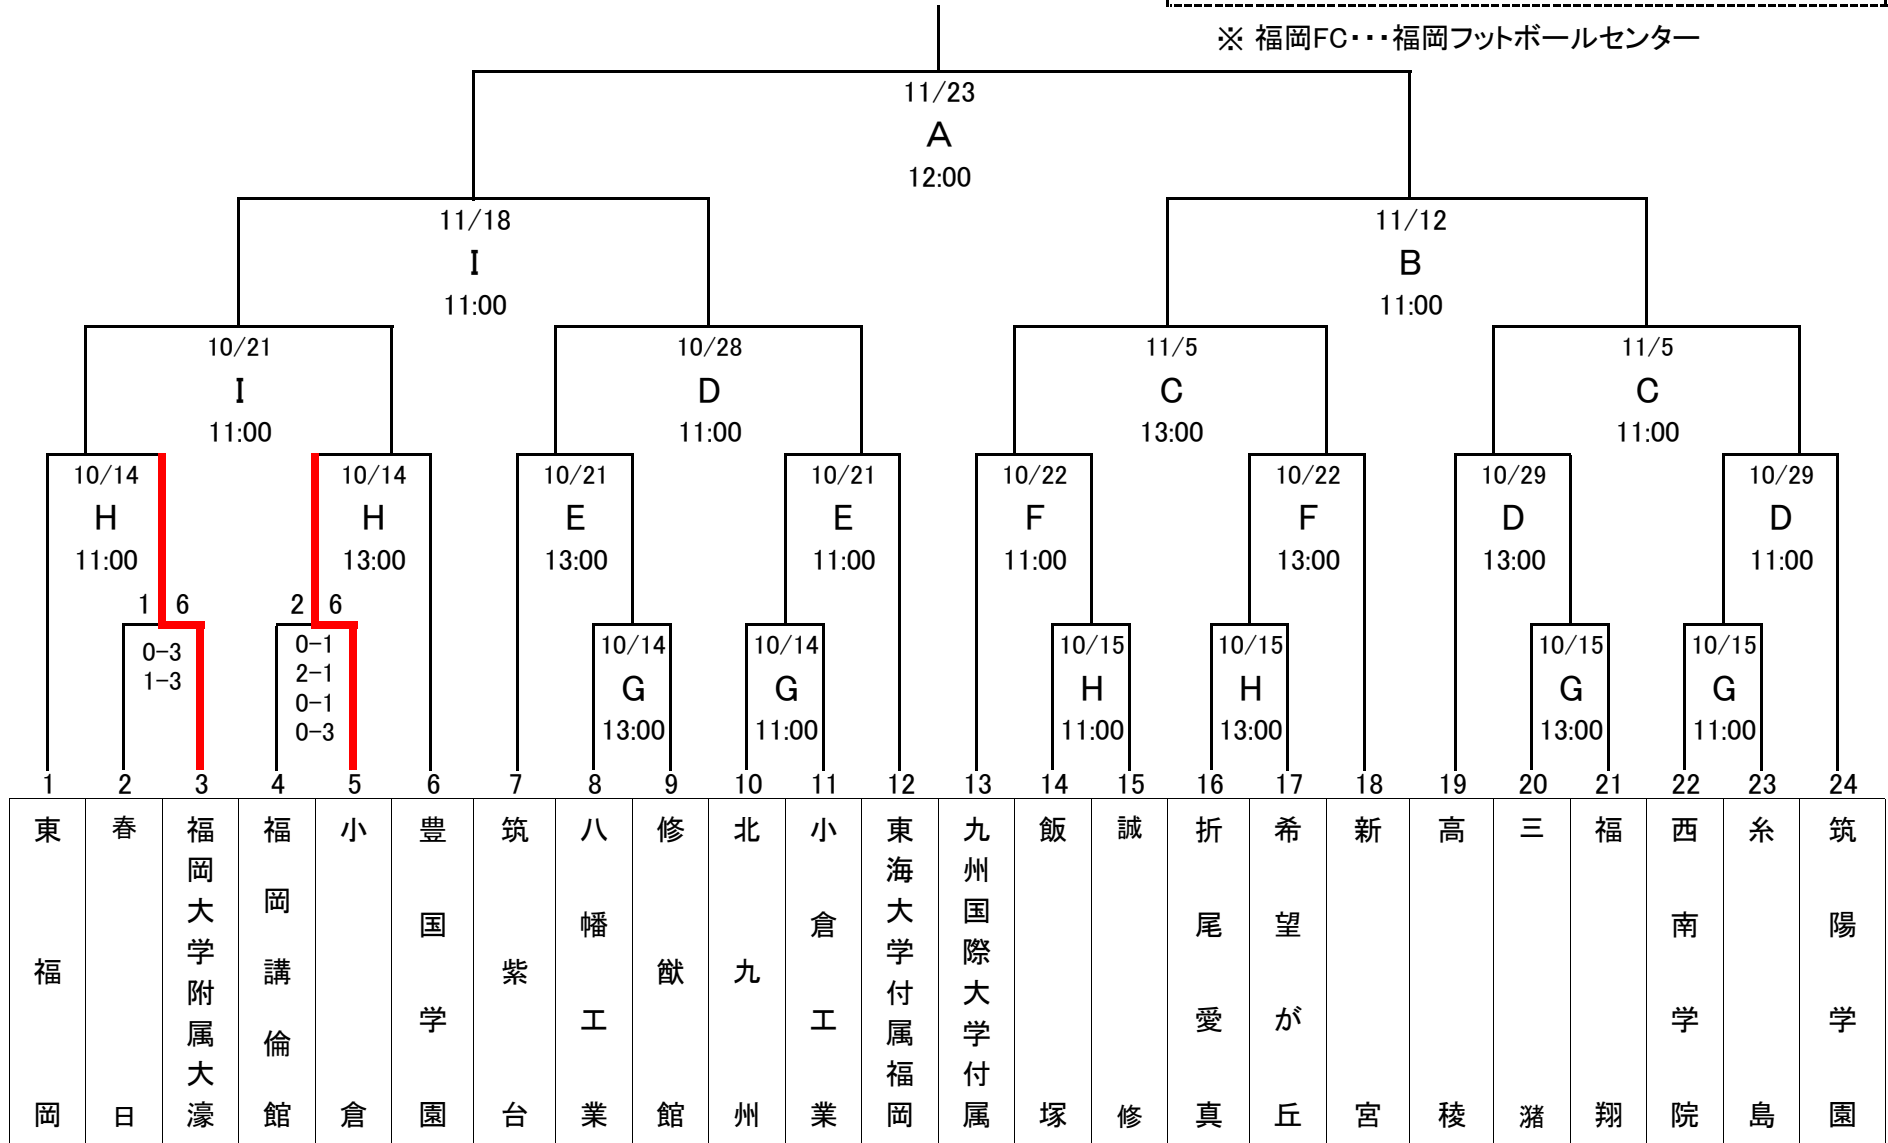 ※ 福岡FC・・・福岡フットボールセンター
11/23
A
12:00
11/18
I
11:00
11/12
B
11:00
10/21
I
11:00
10/28
D
11:00
11/5
C
13:00
11/5
C
11:00
10/14
H
11:00
10/14
H
13:00
10/21
E
13:00
10/21
E
11:00
10/22
F
11:00
10/22
F
13:00
10/29
D
13:00
10/29
D
11:00
1 6
0-3
1-3
2 6
0-1
2-1
0-1
0-3
10/14
G
13:00
10/14
G
11:00
10/15
H
11:00
10/15
H
13:00
10/15
G
13:00
10/15
G
11:00
1 2 3 4 5 6 7 8 9 10 11 12 13 14 15 16 17 18 19 20 21 22 23 24
東福岡
春日
福岡大学附属大濠
福岡講倫館
小倉
豊国学園
筑紫台
八幡工業
修猷館
北九州
小倉工業
東海大学付属福岡
九州国際大学付属
飯塚
誠修
折尾愛真
希望が丘
新宮
高稜
三潴
福翔
西南学院
糸島
筑陽学園